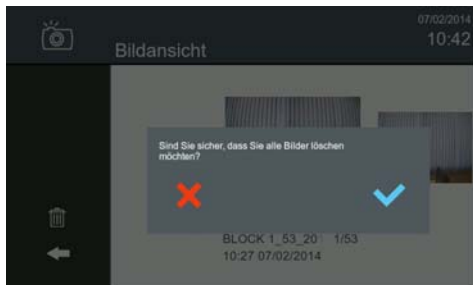 07/02/2014
10:42
Bildansicht
Sind Sie sicher, dass Sie alle Bilder löschen
möchten?
BLOCK 1_53_20 1/53
10:27 07/02/2014